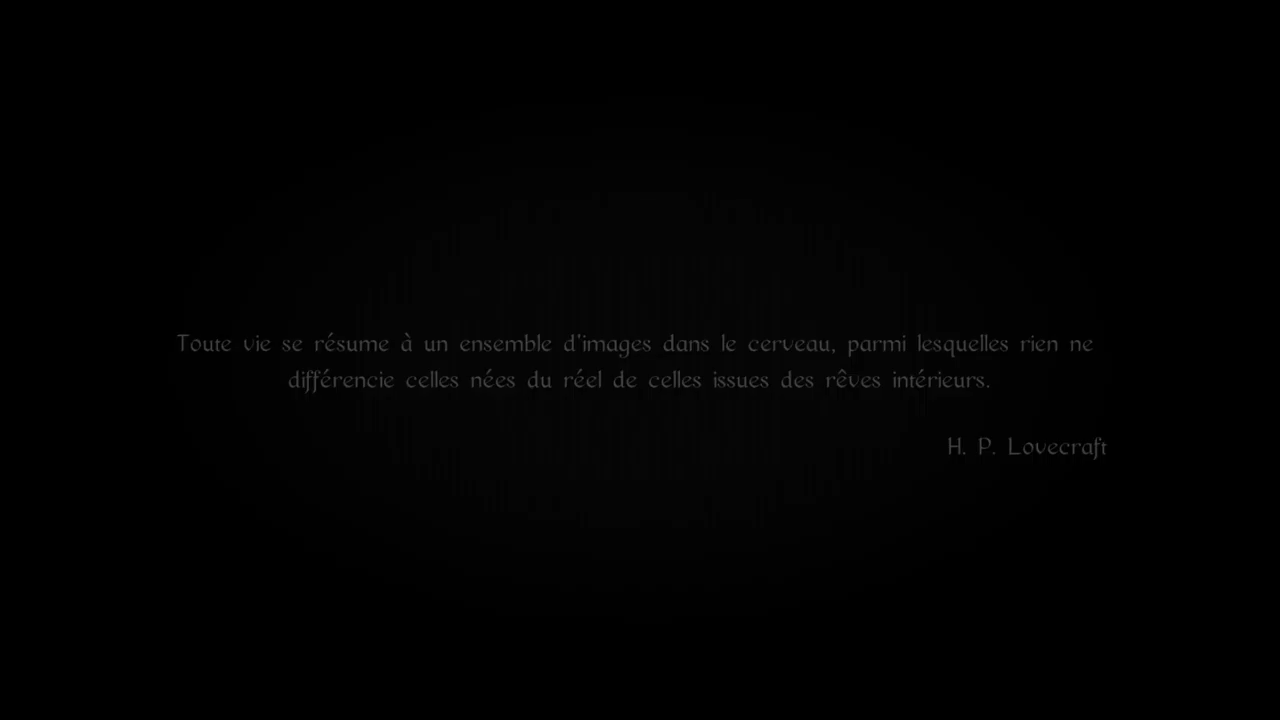 Toute vie se résume à un ensemble d'images dans le cerveau, parmi lesquelles rien ne
différencie celles nées du réel de celles issues des rêves intérieurs.
H. P. Lovecraft